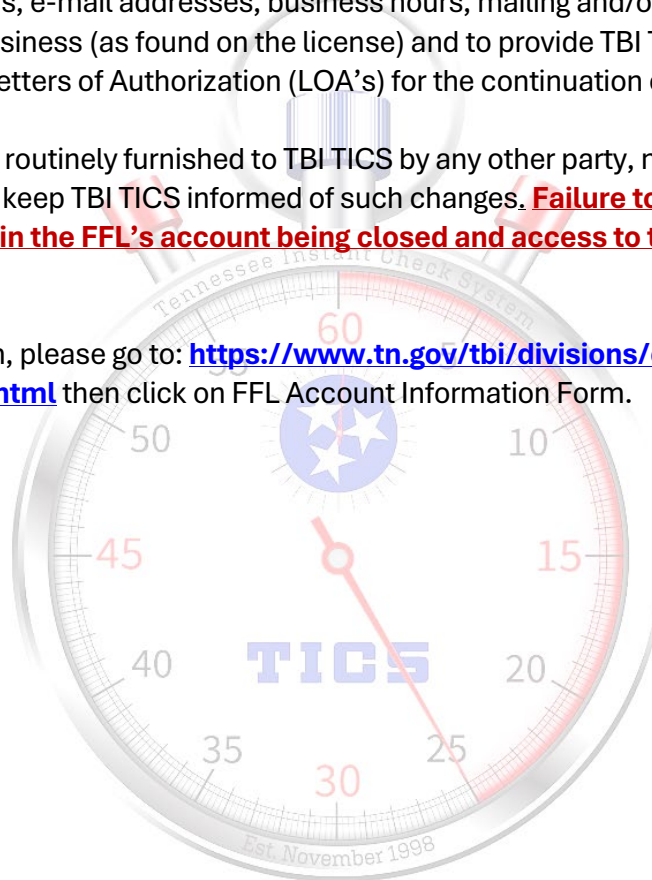 s, e-mail addresses, business hours, mailing and/o
siness (as found on the license) and to provide TBI T
etters of Authorization (LOA's) for the continuation
routinely furnished to TBI TICS by any other party, n
keep TBI TICS informed of such changes. Failure to
in the FFL's account being closed and access to t
Tennessee Instant Check System
60
n, please go to: https://www.tn.gov/tbi/divisions/
55
5
html then click on FFL Account Information Form.
50
10
45
15
TICS
40
20
35
25
30
Est. November 1998